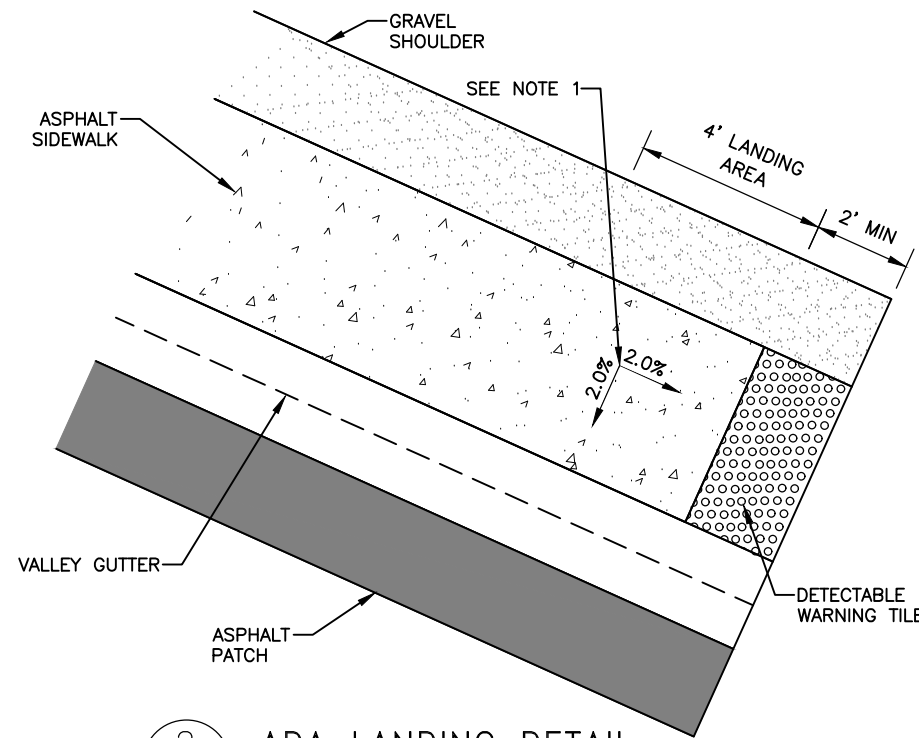 GRAVEL
SHOULDER
SEE NOTE 1
4' LANDING
AREA
2' MIN
ASPHALT
SIDEWALK
2.0%
2.0%
VALLEY GUTTER
DETECTABLE
WARNING TILE
ASPHALT
PATCH
ADA LANDING DETAIL